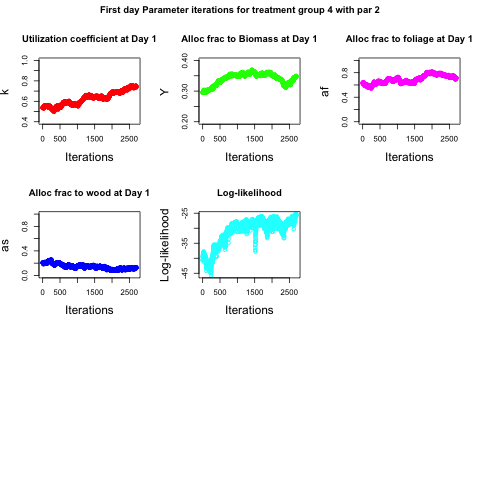 First day Parameter iterations for treatment group 4 with par 2
Utilization coefficient at Day 1
Alloc frac to Biomass at Day 1
Alloc frac to foliage at Day 1
k
0.4 0.6 0.8 1.0
0 500 1500 2500
Iterations
Y
0.20 0.30 0.40
0 500 1500 2500
Iterations
af
0.0 0.4 0.8
0 500 1500 2500
Iterations
Alloc frac to wood at Day 1
Log-likelihood
as
0.0 0.4 0.8
0 500 1500 2500
Iterations
Log-likelihood
-45 -35 -25
0 500 1500 2500
Iterations